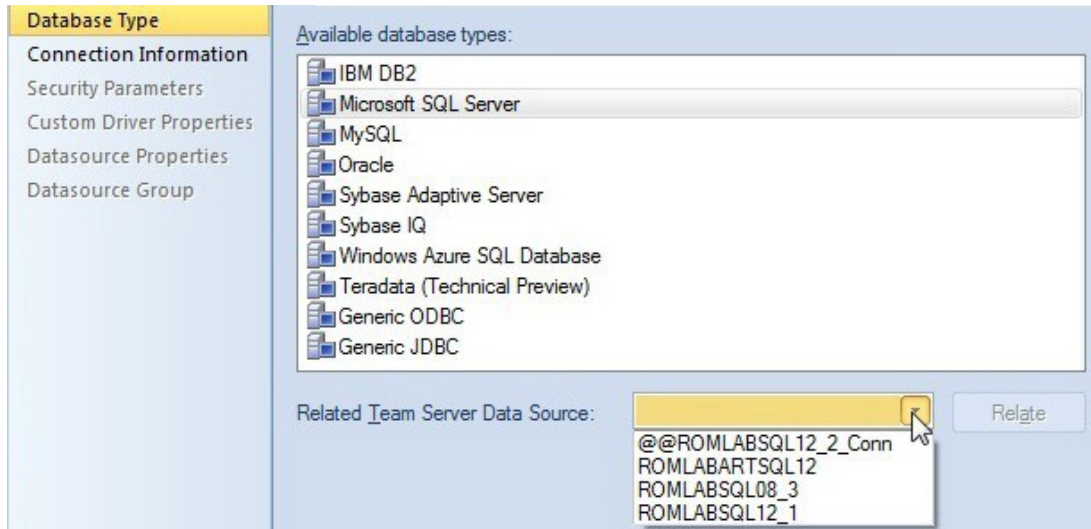 Database Type
Connection Information
Security Parameters
Custom Driver Properties
Datasource Properties
Datasource Group
Available database types:
IBM DB2
Microsoft SQL Server
MySQL
Oracle
Sybase Adaptive Server
Sybase IQ
Windows Azure SQL Database
Teradata (Technical Preview)
Generic ODBC
Generic JDBC
Related Team Server Data Source:
Relate
@@ROMLABSQL12_2_Conn
ROMLABARTSQL12
ROMLABSQL08_3
ROMLABSQL12_1